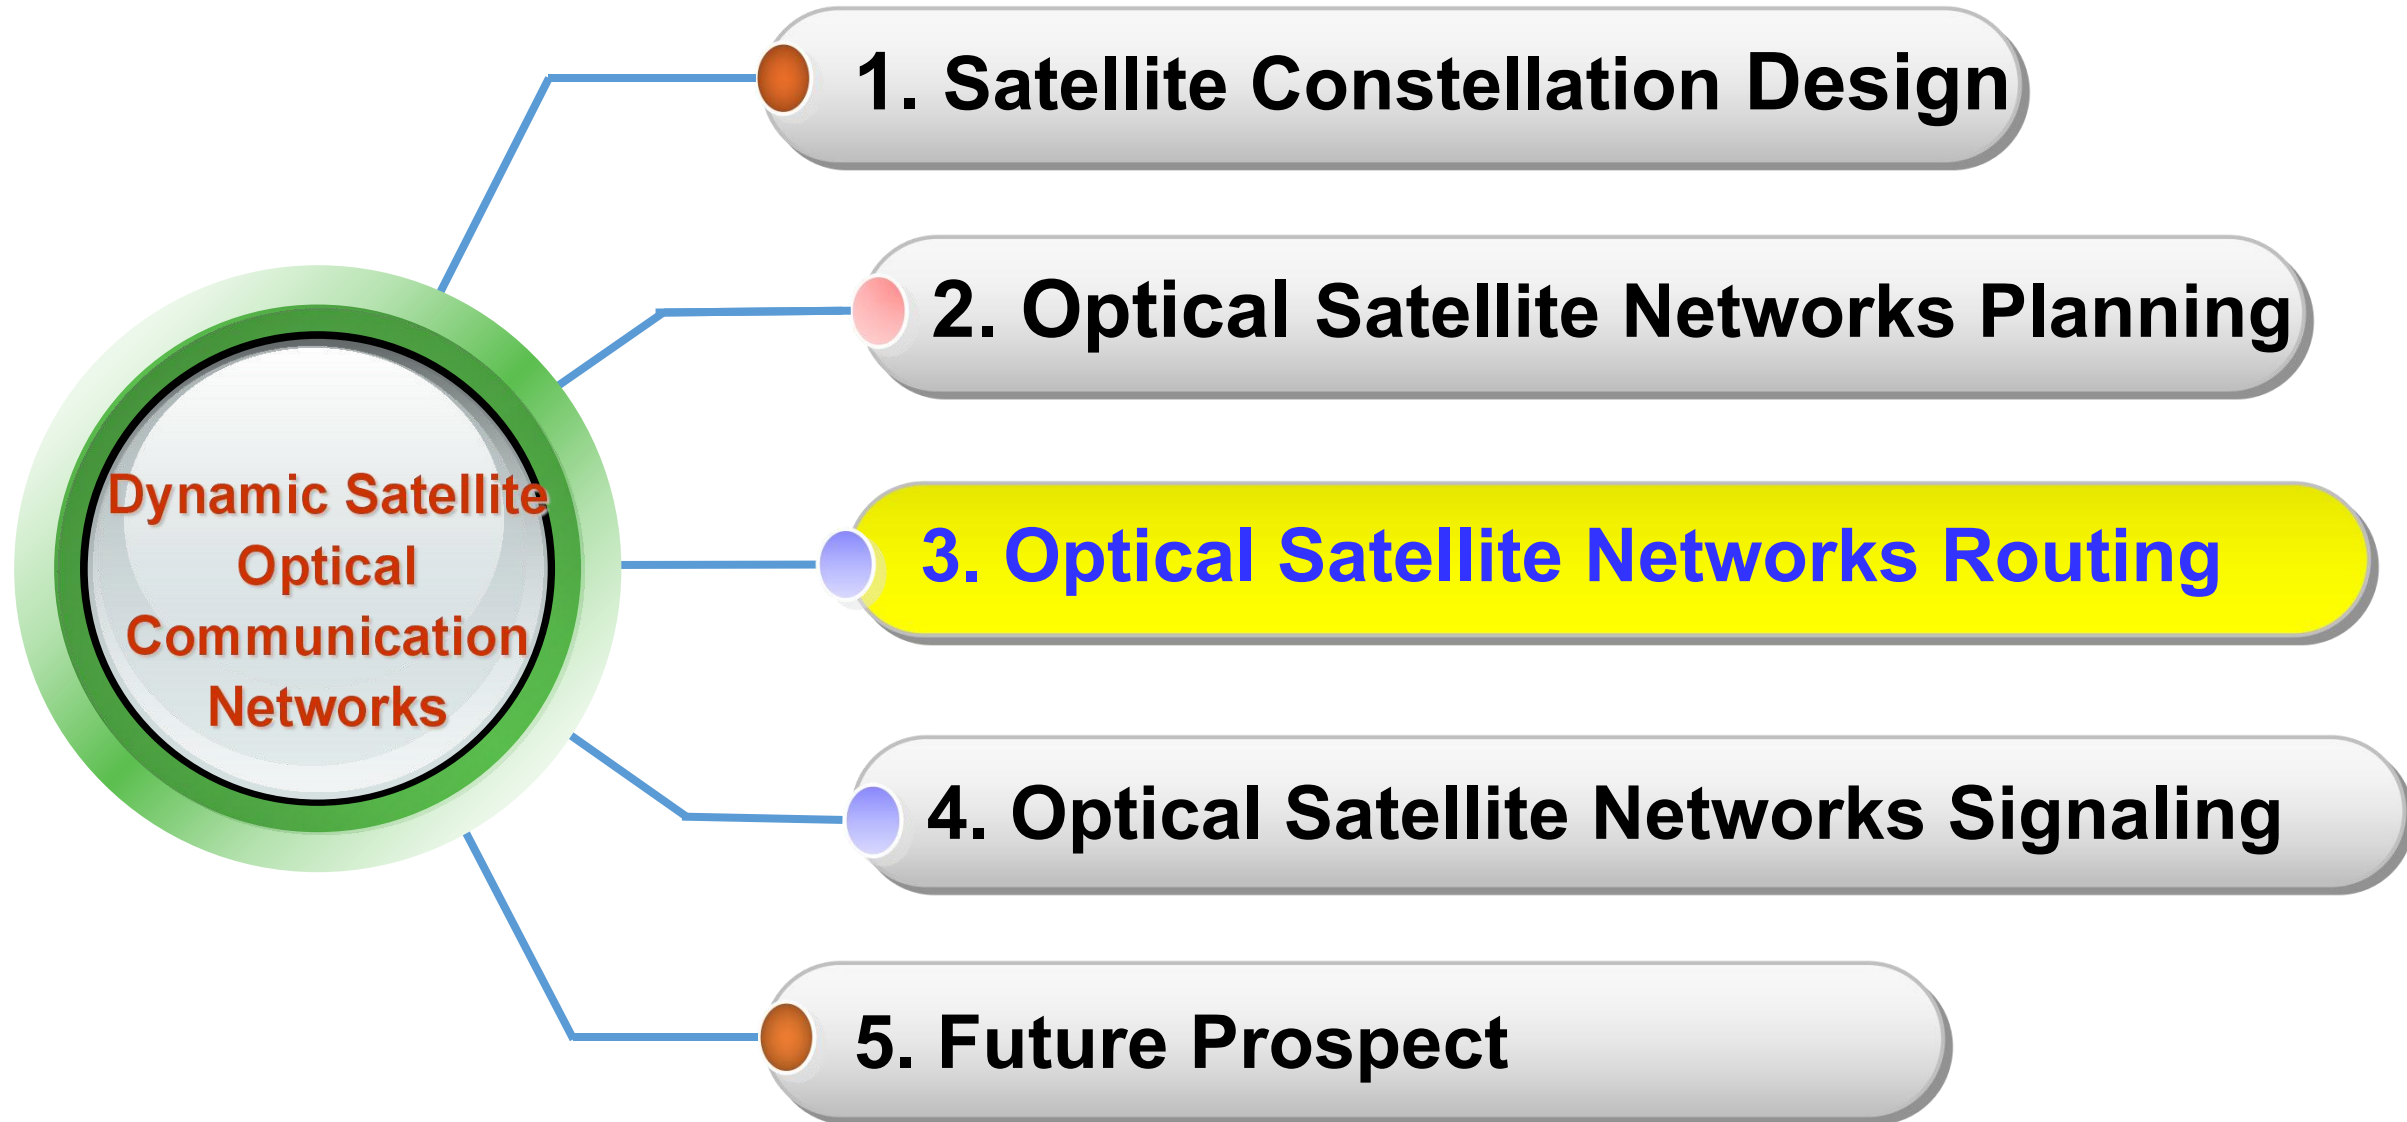 Dynamic Satellite
Optical
Communication
Networks
1. Satellite Constellation Design
2. Optical Satellite Networks Planning
3. Optical Satellite Networks Routing
4. Optical Satellite Networks Signaling
5. Future Prospect